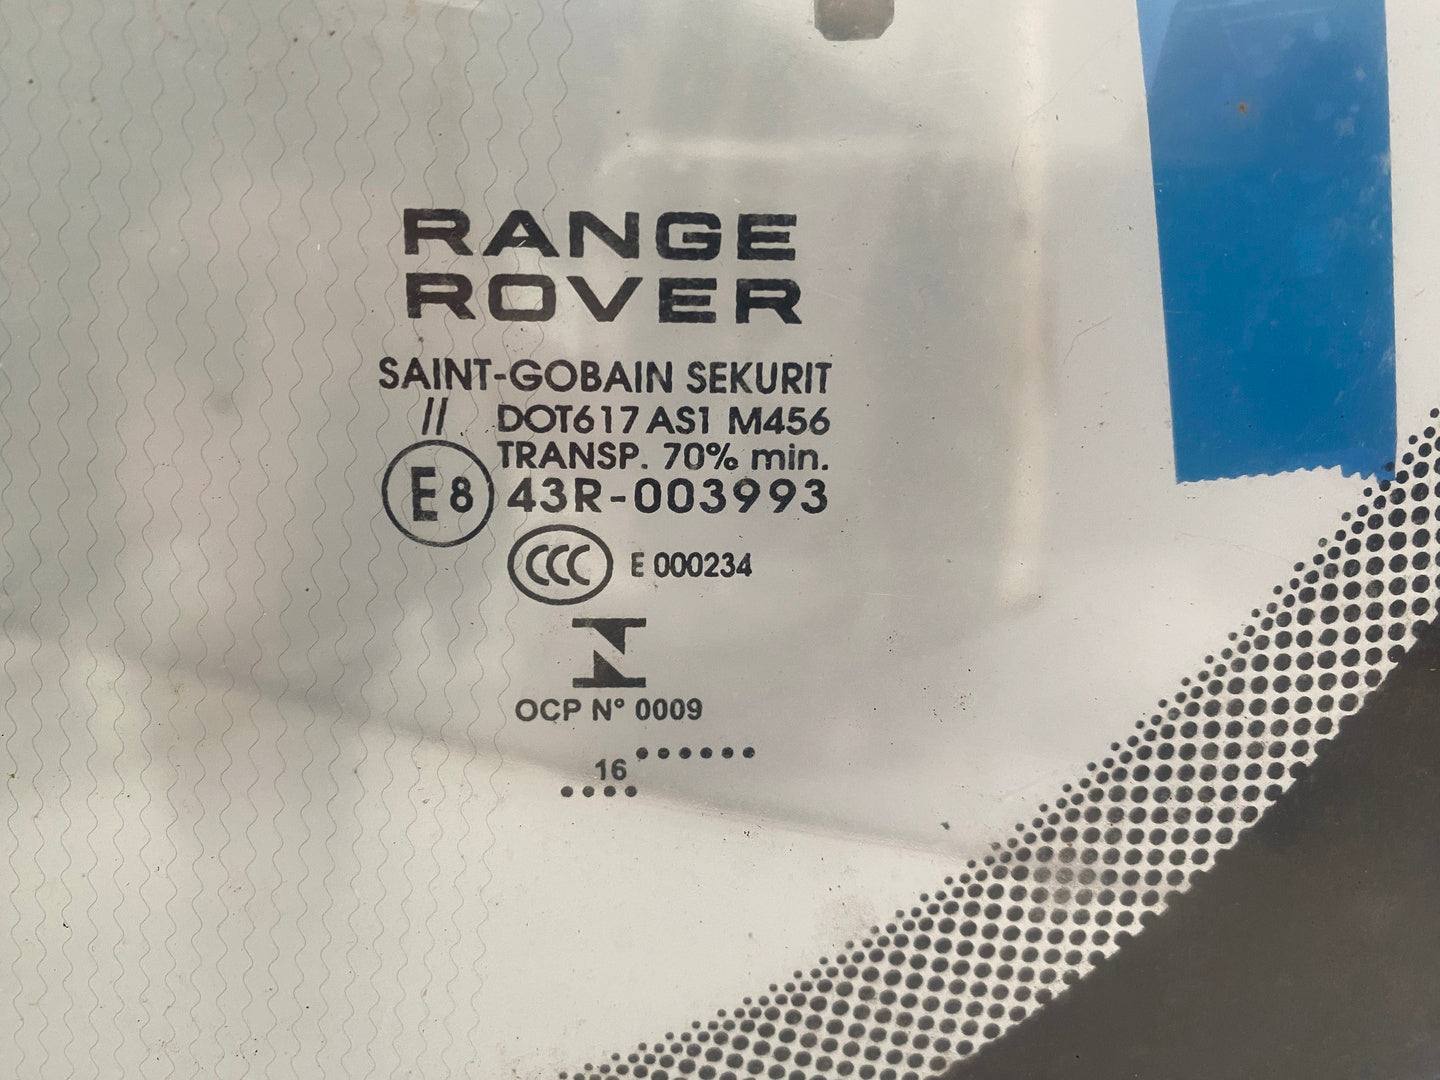 RANGE
ROVER
SAINT-GOBAIN SEKURIT
// DOT617 AS1 M456
TRANSP. 70% min.
E8 43R-003993
CCC E 000234
OCP N° 0009
16